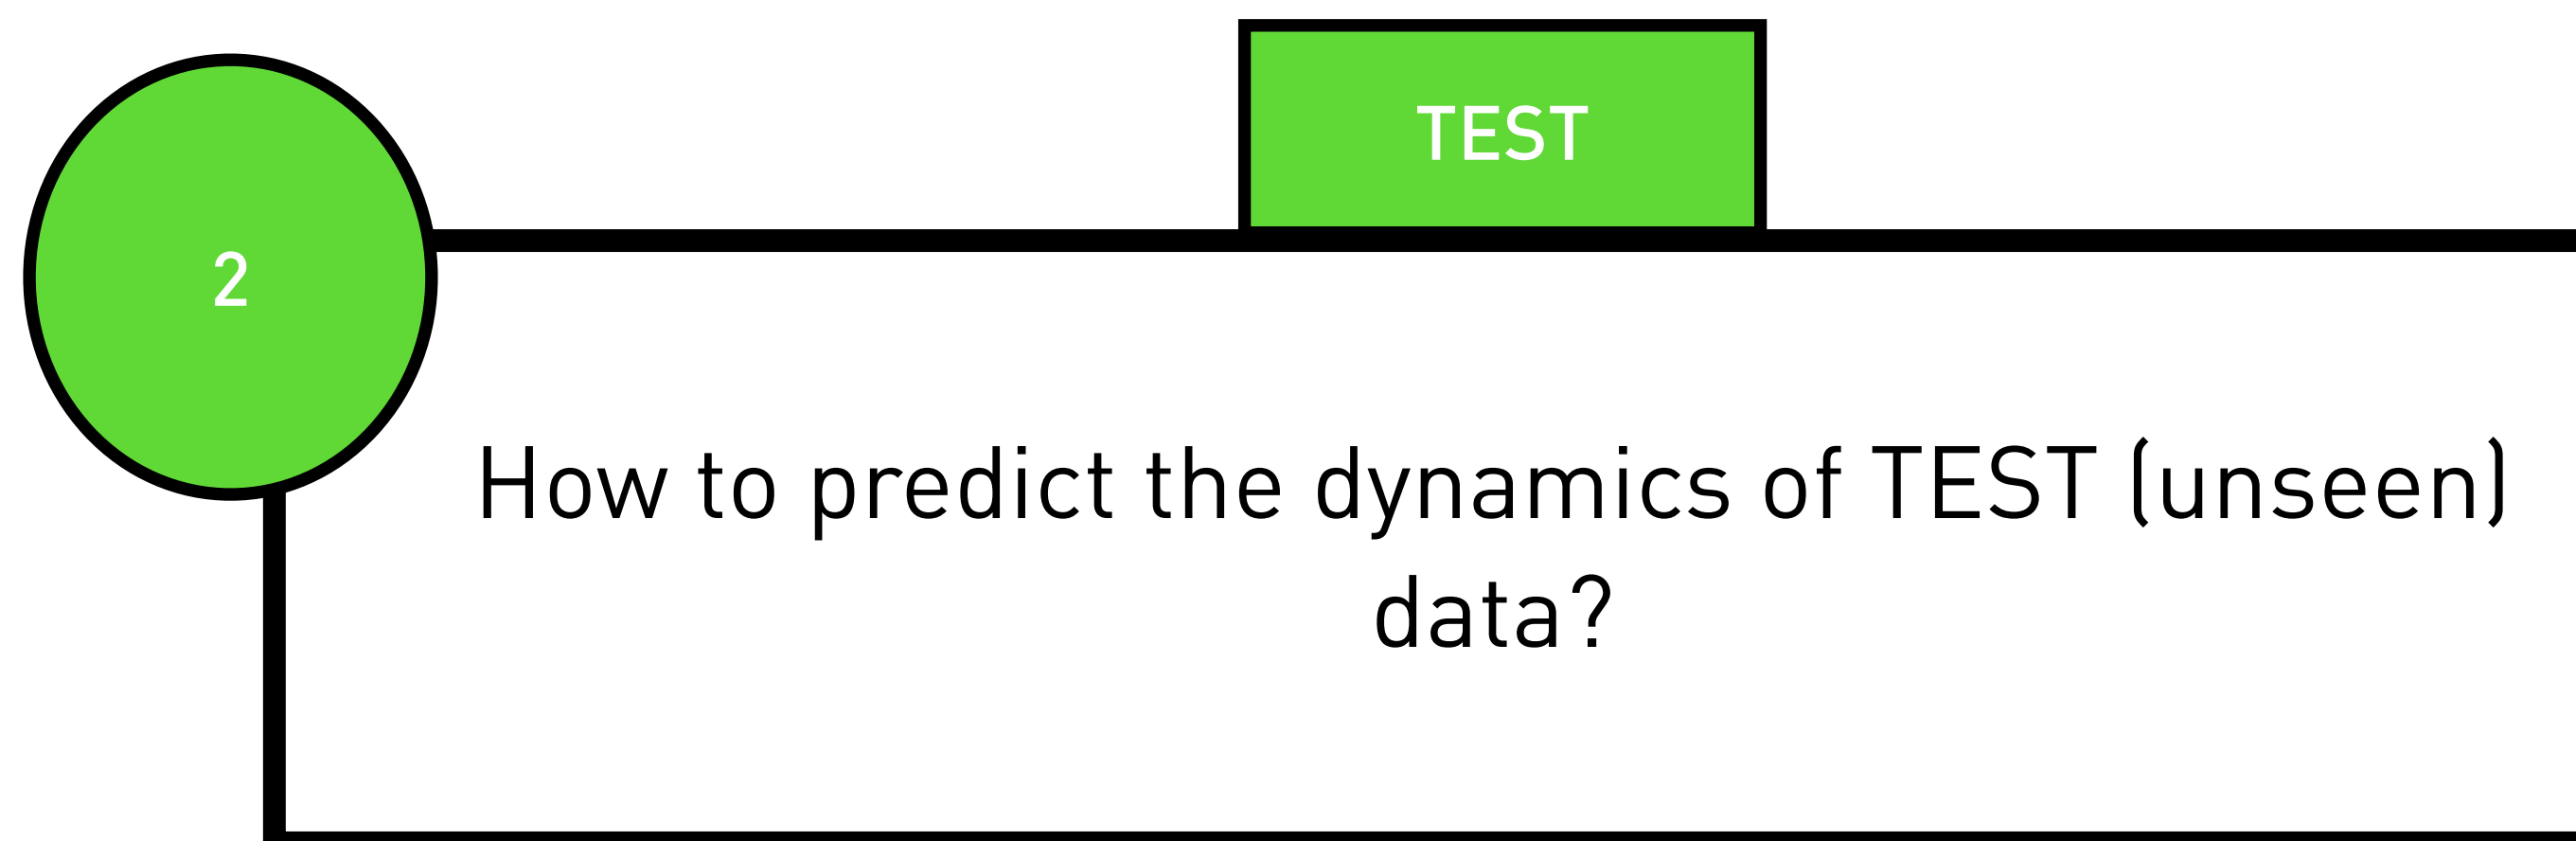 TEST
2
How to predict the dynamics of TEST (unseen)
data?